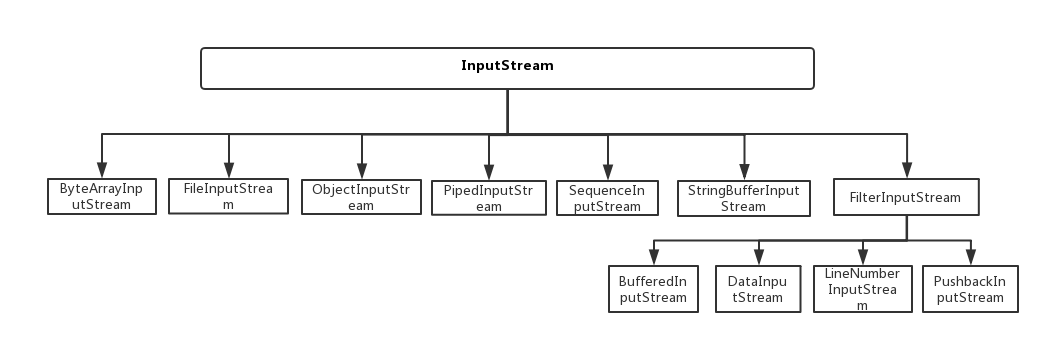 InputStream
ByteArrayInp
utStream
FileInputStrea
m
ObjectInputStr
eam
PipedInputStr
eam
SequenceIn
putStream
StringBufferInput
Stream
FilterInputStream
BufferedIn
putStream
DataInpu
tStream
LineNumber
InputStrea
m
PushbackIn
putStream